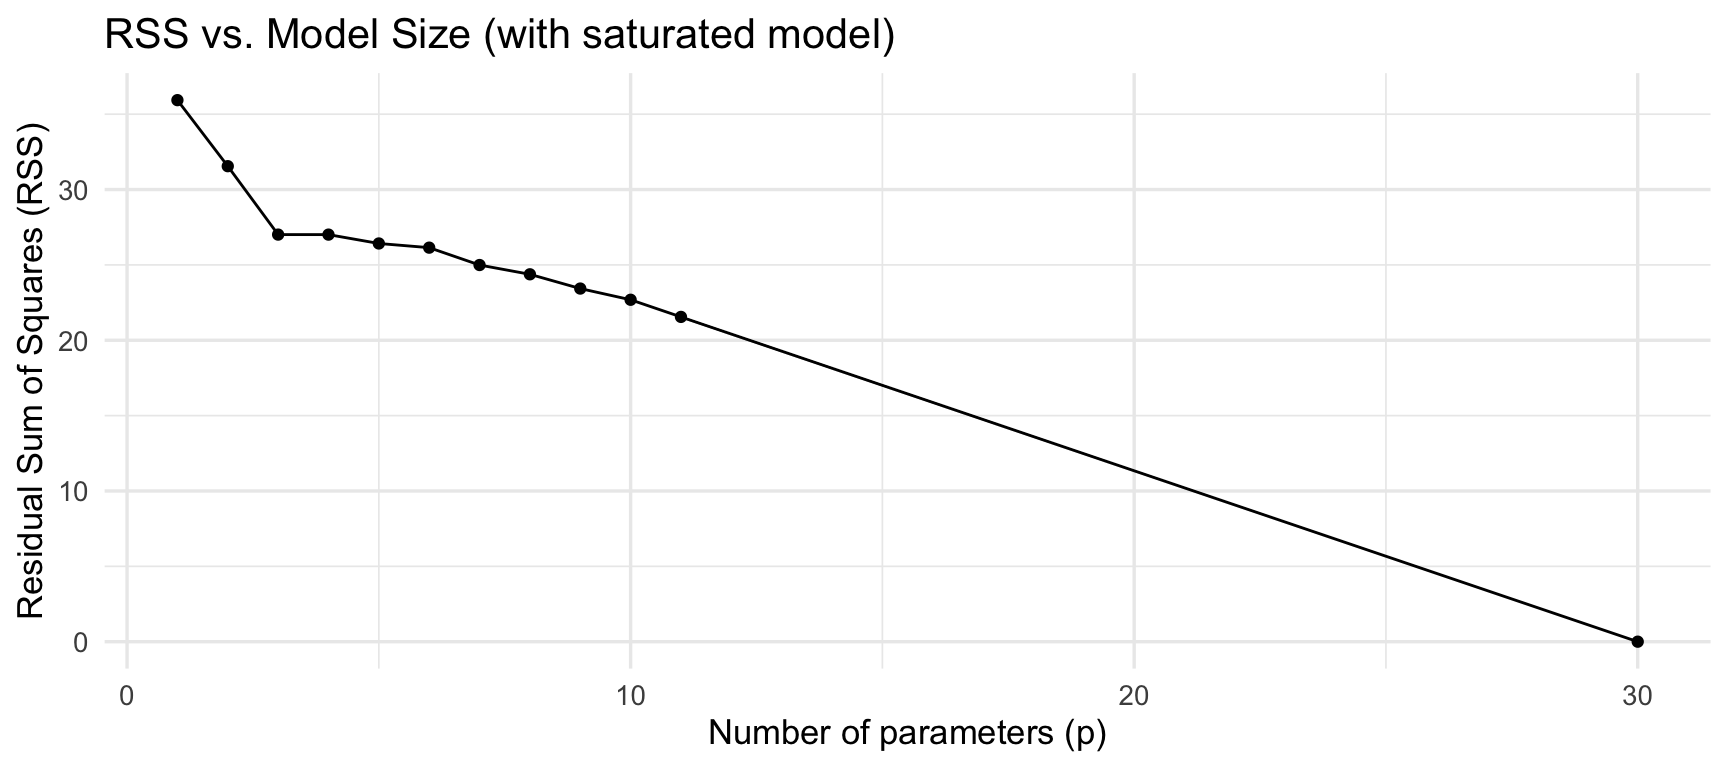 RSS vs. Model Size (with saturated model)
Residual Sum of Squares (RSS)
30
20
10
0
0 10 20 30
Number of parameters (p)